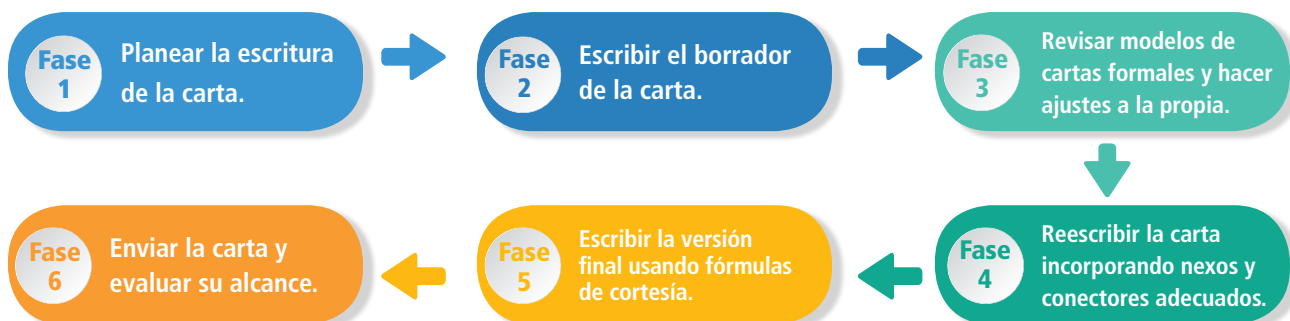 Fase
1
Planear la escritura
de la carta.
Fase
2
Escribir el borrador
de la carta.
Fase
3
Revisar modelos de
cartas formales y hacer
ajustes a la propia.
Fase
4
Reescribir la carta
incorporando nexos y
conectores adecuados.
Fase
5
Escribir la versión
final usando fórmulas
de cortesía.
Fase
6
Enviar la carta y
evaluar su alcance.